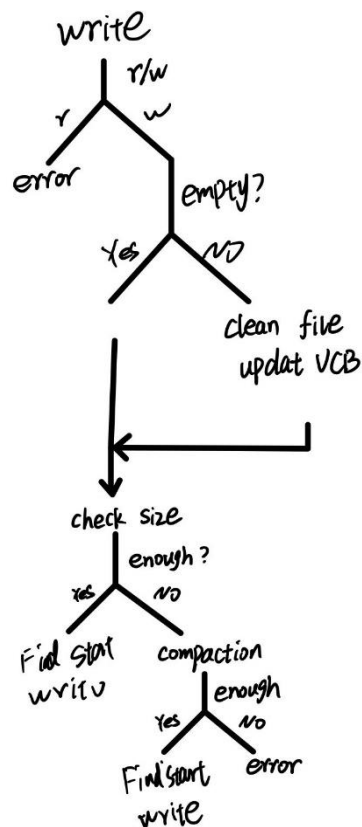 write
r/w
r
w
error
empty?
Yes
NO
clean file
updat VCB
check size
enough?
Yes
NO
Find start
write
compaction
enough
Yes
NO
Find start
write
error